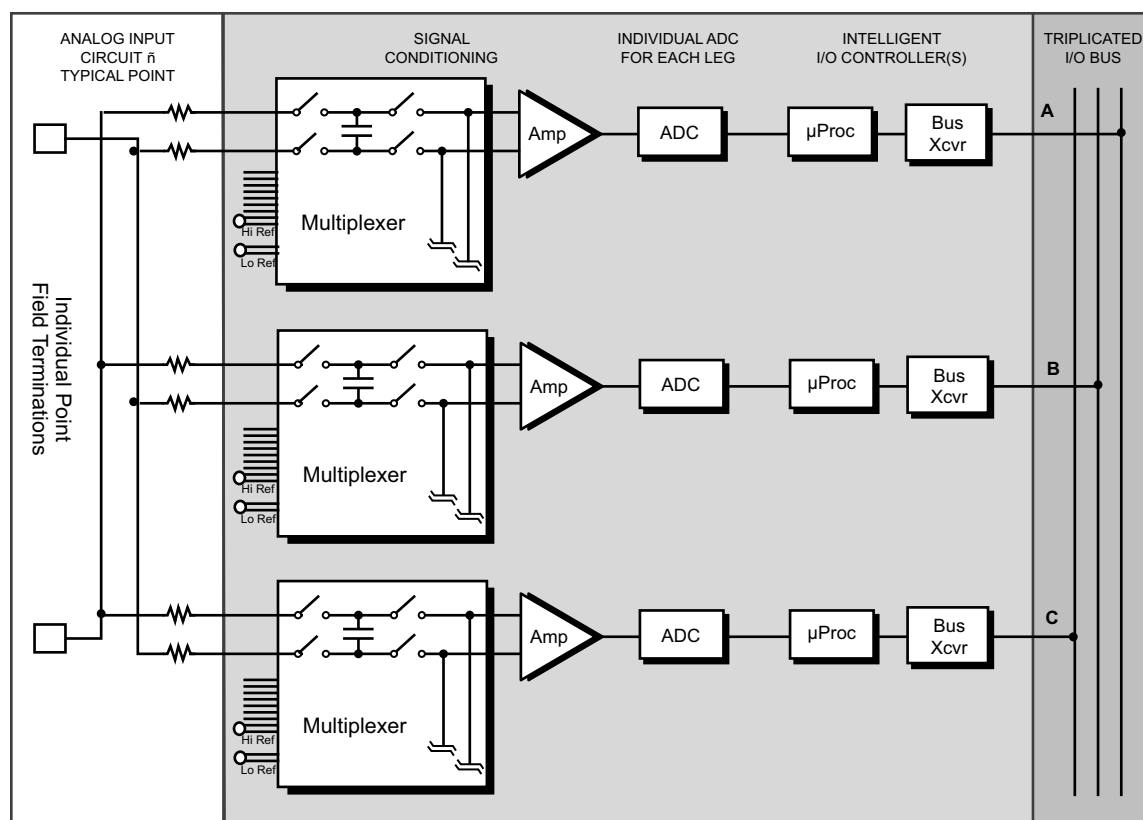 ANALOG INPUT
CIRCUIT ñ
TYPICAL POINT
SIGNAL
CONDITIONING
INDIVIDUAL ADC
FOR EACH LEG
INTELLIGENT
I/O CONTROLLER(S)
TRIPLICATED
I/O BUS
Individual Point
Field Terminations
Amp
ADC
µProc
Bus
Xcvr
A
Multiplexer
Hi Ref
Lo Ref
Amp
ADC
µProc
Bus
Xcvr
B
Multiplexer
Hi Ref
Lo Ref
Amp
ADC
µProc
Bus
Xcvr
C
Multiplexer
Hi Ref
Lo Ref